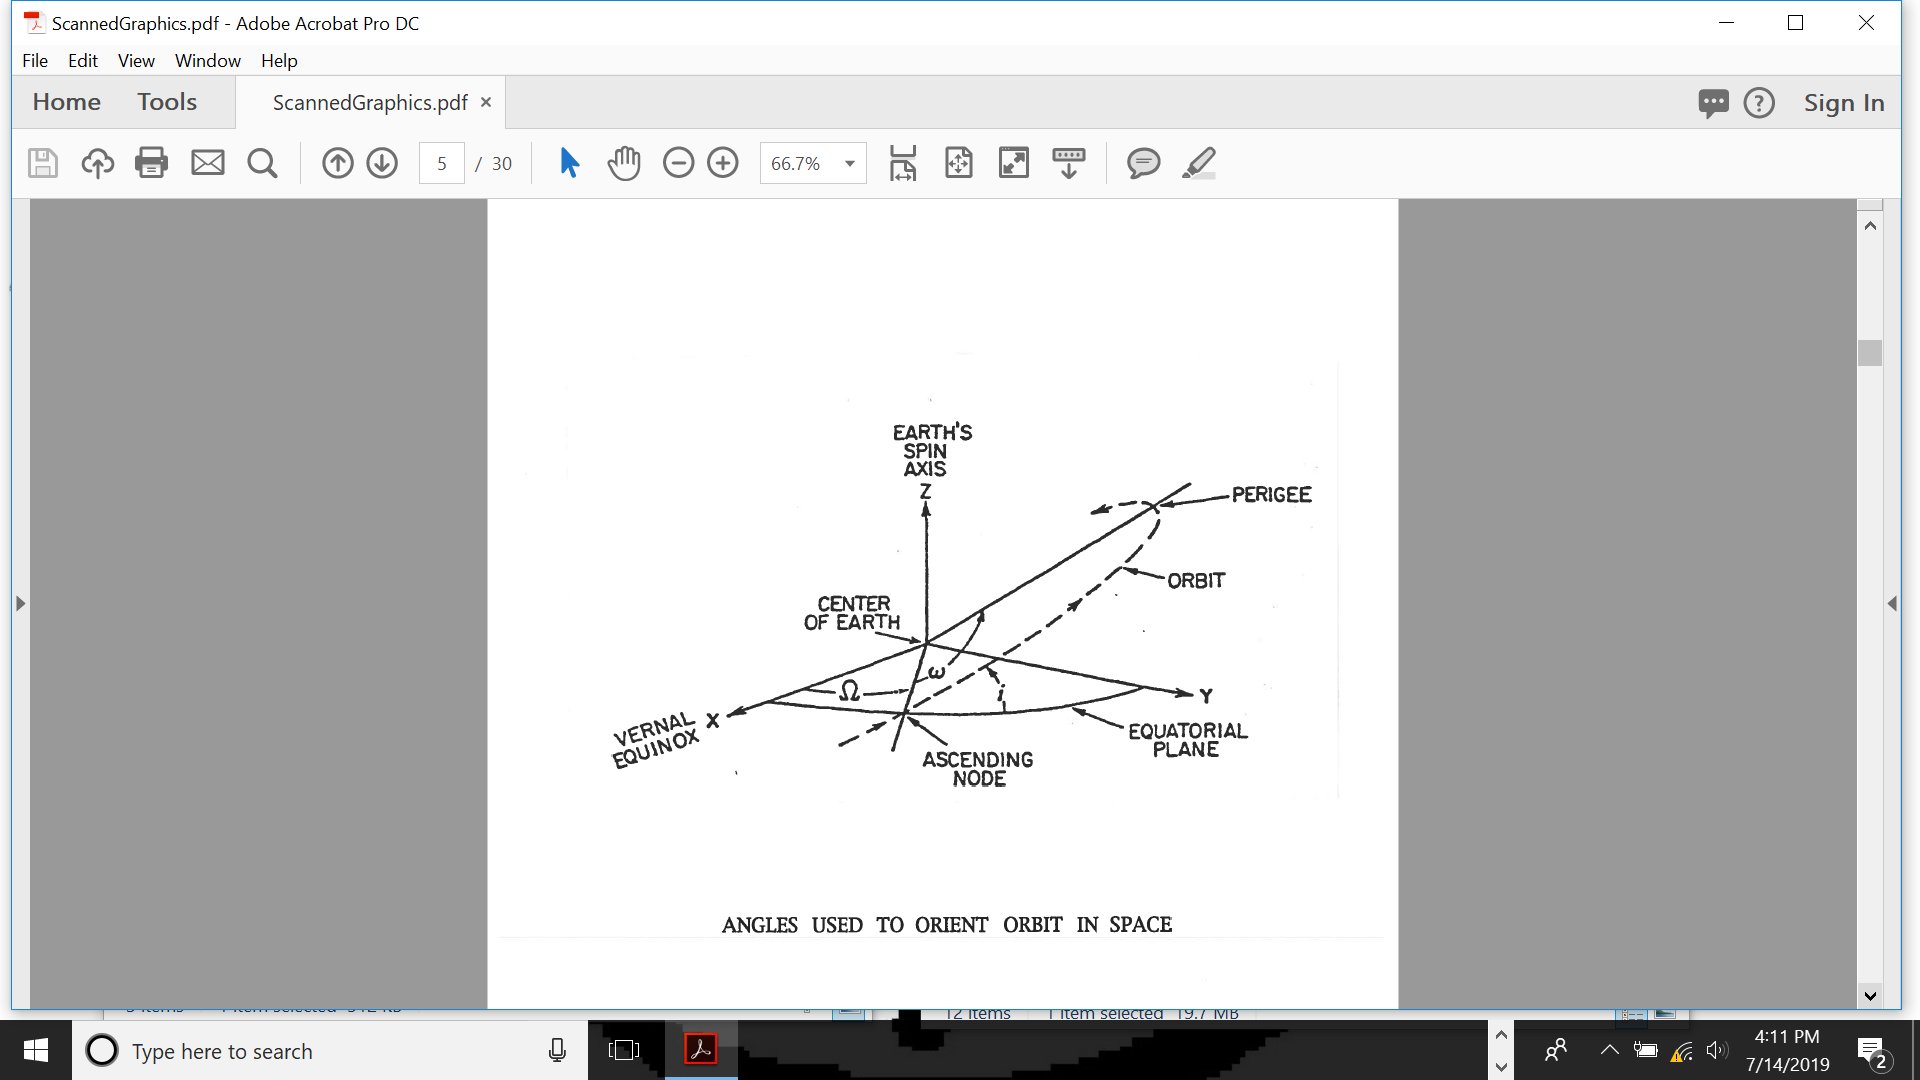 ScannedGraphics.pdf - Adobe Acrobat Pro DC
File Edit View Window Help
Home Tools ScannedGraphics.pdf × Sign In
5 / 30 66.7%
EARTH'S
SPIN
AXIS
Z
PERIGEE
ORBIT
CENTER
OF EARTH
ω
Ω
i
Y
X
VERNAL
EQUINOX
EQUATORIAL
PLANE
ASCENDING
NODE
ANGLES USED TO ORIENT ORBIT IN SPACE
12 items 1 item selected 19.7 MB
Type here to search
4:11 PM
7/14/2019
2